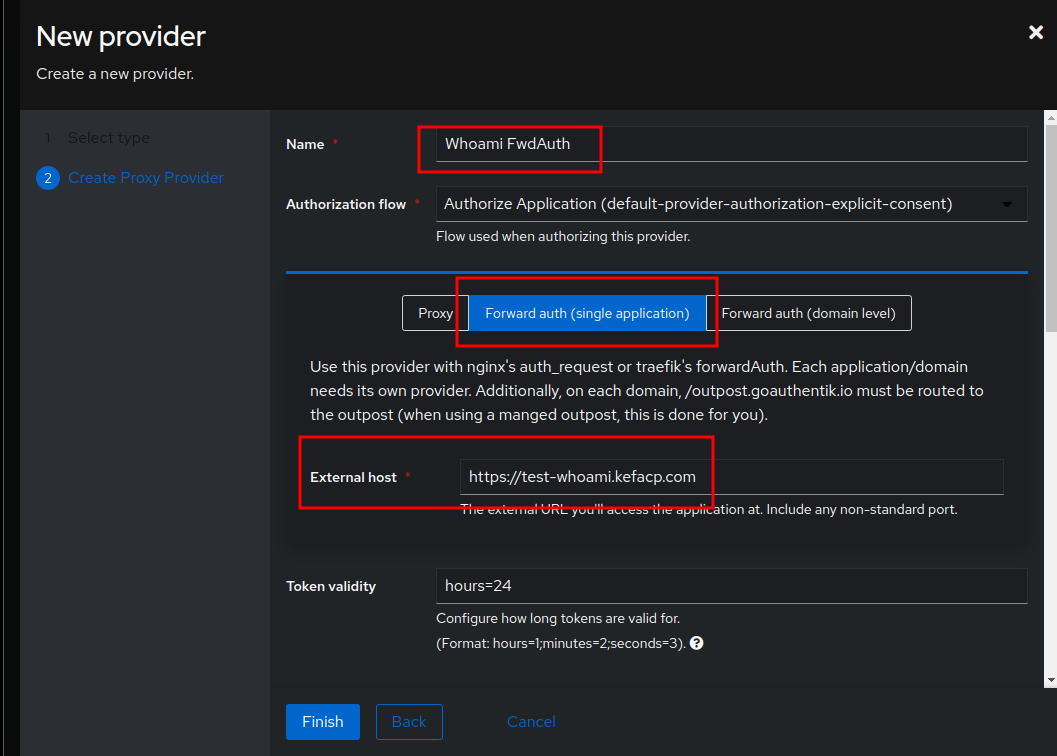 New provider
Create a new provider.
1 Select type
2 Create Proxy Provider
Name *
Whoami FwdAuth
Authorization flow *
Authorize Application (default-provider-authorization-explicit-consent)
Flow used when authorizing this provider.
Proxy
Forward auth (single application)
Forward auth (domain level)
Use this provider with nginx's auth_request or traefik's forwardAuth. Each application/domain
needs its own provider. Additionally, on each domain, /outpost.goauthentik.io must be routed to
the outpost (when using a manged outpost, this is done for you).
External host *
https://test-whoami.kefacp.com
The external URL you'll access the application at. Include any non-standard port.
Token validity
hours=24
Configure how long tokens are valid for.
(Format: hours=1;minutes=2;seconds=3). ?
Finish
Back
Cancel